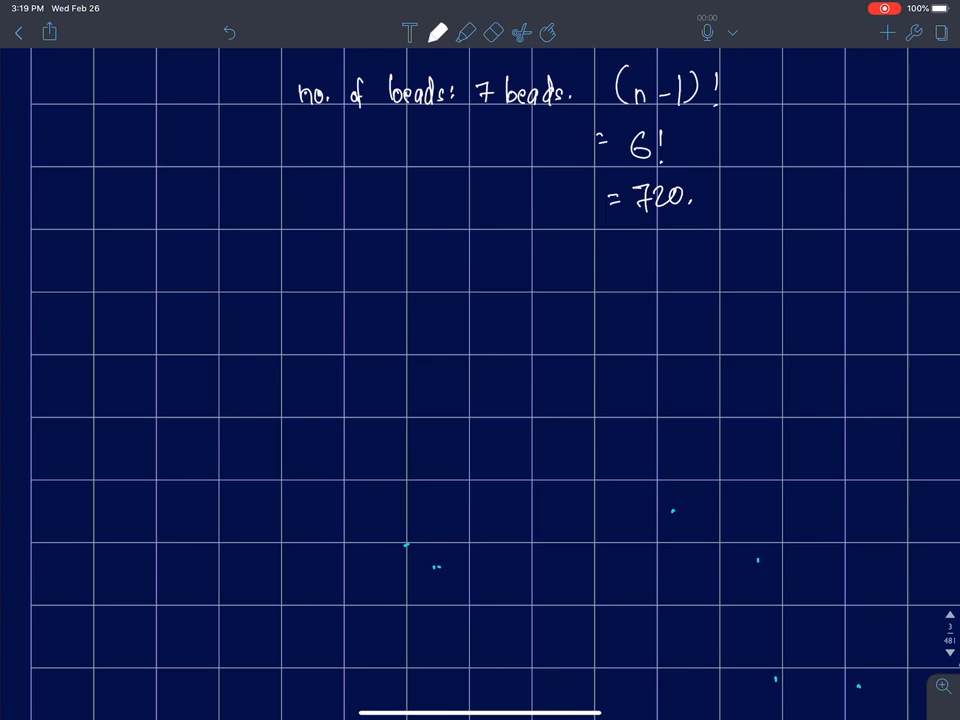 3:19 PM Wed Feb 26
100%
00:00
T
no. of beads: 7 beads. (n-1)!
= 6!
= 720.
3
481